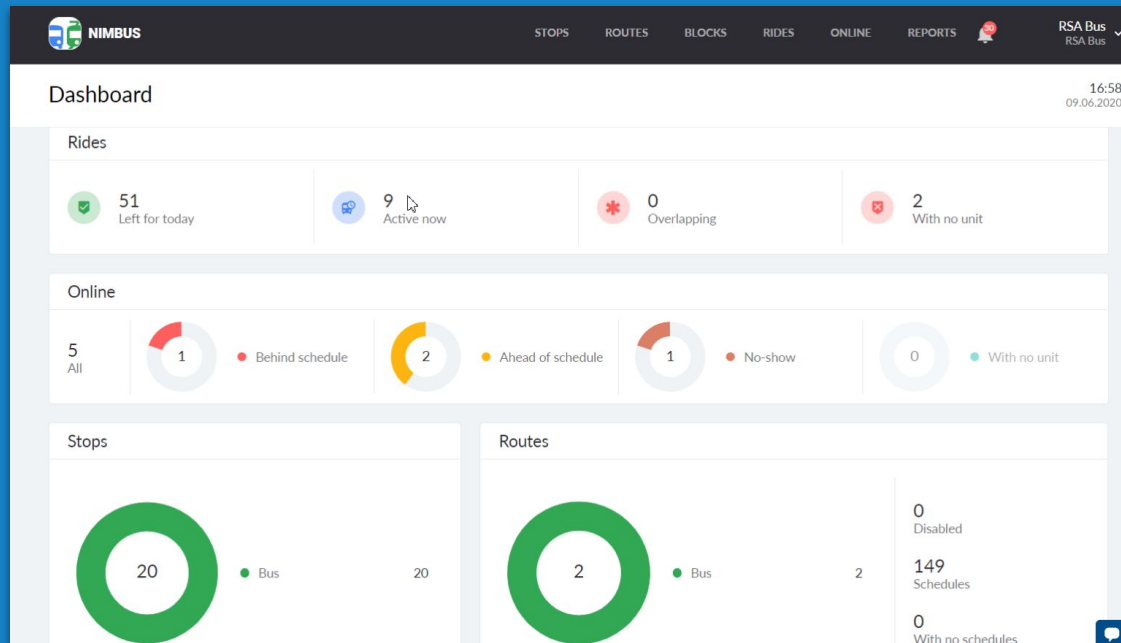 NIMBUS
STOPS ROUTES BLOCKS RIDES ONLINE REPORTS 30 RSA Bus
RSA Bus
Dashboard 16:58
09.06.2020
Rides
51 9 0 2
Left for today Active now Overlapping With no unit
Online
5
All
1 Behind schedule 2 Ahead of schedule 1 No-show 0 With no unit
Stops
20 Bus 20
Routes
2 Bus 2
0
Disabled
149
Schedules
0
With no schedules